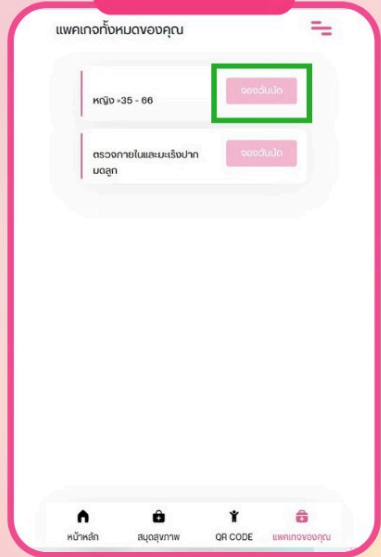 แพคเกจทั้งหมดของคุณ
หญิง >35 - 66
จองวันนัด
ตรวจภายในและมะเร็งปาก
มดลูก
จองวันนัด
หน้าหลัก
สมุดสุขภาพ
QR CODE
แพคเกจของคุณ